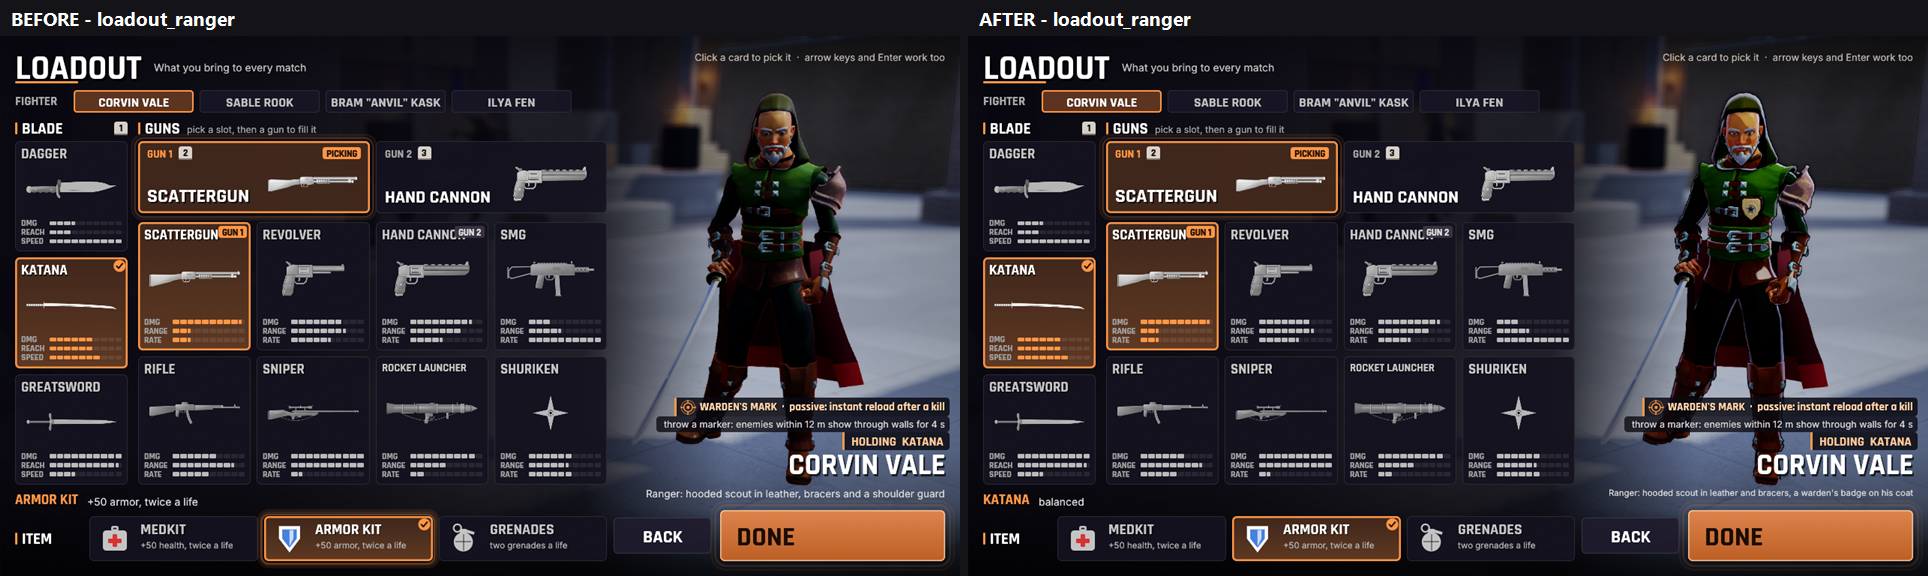 BEFORE - loadout_ranger
LOADOUT What you bring to every match
Click a card to pick it · arrow keys and Enter work too
FIGHTER CORVIN VALE SABLE ROOK BRAM "ANVIL" KASK ILYA FEN
BLADE 1 GUNS pick a slot, then a gun to fill it
DAGGER
DMG
REACH
SPEED
GUN 1 2 PICKING
SCATTERGUN
GUN 2 3
HAND CANNON
KATANA
DMG
REACH
SPEED
SCATTERGUN GUN 1
DMG
RANGE
RATE
REVOLVER
DMG
RANGE
RATE
HAND CANNO GUN 2
DMG
RANGE
RATE
SMG
DMG
RANGE
RATE
GREATSWORD
DMG
REACH
SPEED
RIFLE
DMG
RANGE
RATE
SNIPER
DMG
RANGE
RATE
ROCKET LAUNCHER
DMG
RANGE
RATE
SHURIKEN
DMG
RANGE
RATE
WARDEN'S MARK · passive: instant reload after a kill
throw a marker: enemies within 12 m show through walls for 4 s
HOLDING KATANA
CORVIN VALE
Ranger: hooded scout in leather, bracers and a shoulder guard
ARMOR KIT +50 armor, twice a life
ITEM
MEDKIT
+50 health, twice a life
ARMOR KIT
+50 armor, twice a life
GRENADES
two grenades a life
BACK
DONE
AFTER - loadout_ranger
LOADOUT What you bring to every match
Click a card to pick it · arrow keys and Enter work too
FIGHTER CORVIN VALE SABLE ROOK BRAM "ANVIL" KASK ILYA FEN
BLADE 1 GUNS pick a slot, then a gun to fill it
DAGGER
DMG
REACH
SPEED
GUN 1 2 PICKING
SCATTERGUN
GUN 2 3
HAND CANNON
KATANA
DMG
REACH
SPEED
SCATTERGUN GUN 1
DMG
RANGE
RATE
REVOLVER
DMG
RANGE
RATE
HAND CANNO GUN 2
DMG
RANGE
RATE
SMG
DMG
RANGE
RATE
GREATSWORD
DMG
REACH
SPEED
RIFLE
DMG
RANGE
RATE
SNIPER
DMG
RANGE
RATE
ROCKET LAUNCHER
DMG
RANGE
RATE
SHURIKEN
DMG
RANGE
RATE
WARDEN'S MARK · passive: instant reload after a kill
throw a marker: enemies within 12 m show through walls for 4 s
HOLDING KATANA
CORVIN VALE
Ranger: hooded scout in leather and bracers, a warden's badge on his coat
KATANA balanced
ITEM
MEDKIT
+50 health, twice a life
ARMOR KIT
+50 armor, twice a life
GRENADES
two grenades a life
BACK
DONE